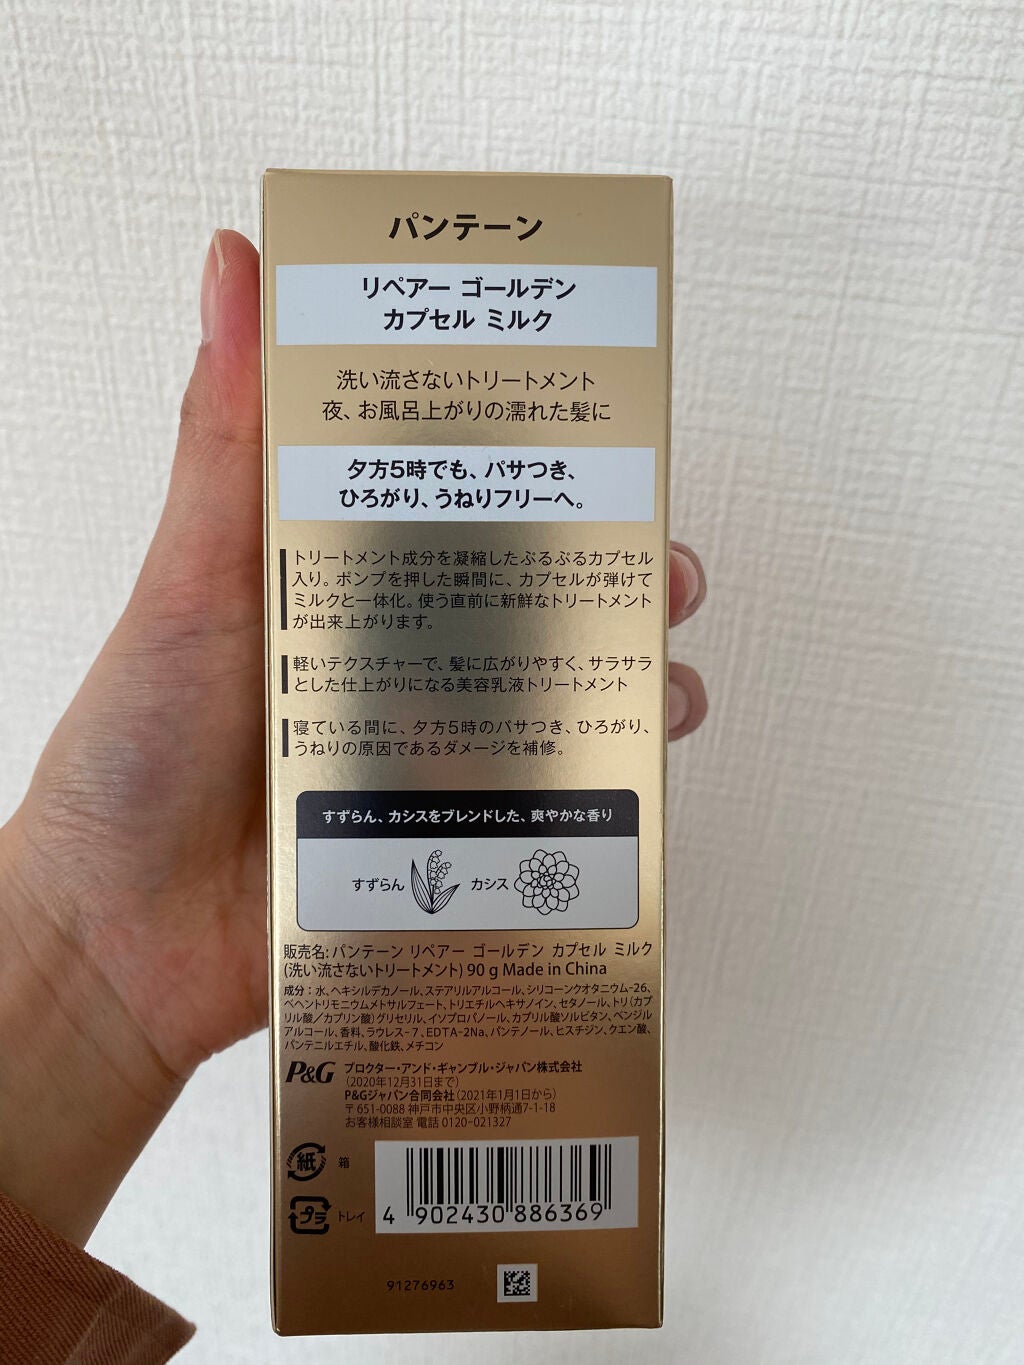 パンテーン
リペアー ゴールデン
カプセル ミルク
洗い流さないトリートメント
夜、お風呂上がりの濡れた髪に
夕方5時でも、パサつき、
ひろがり、うねりフリーへ。
トリートメント成分を凝縮したぷるぷるカプセル
入り。ポンプを押した瞬間に、カプセルが弾けて
ミルクと一体化。使う直前に新鮮なトリートメント
が出来上がります。
軽いテクスチャーで、髪に広がりやすく、サラサラ
とした仕上がりになる美容乳液トリートメント
寝ている間に、夕方5時のパサつき、ひろがり、
うねりの原因であるダメージを補修。
すずらん、カシスをブレンドした、爽やかな香り
すずらん カシス
販売名: パンテーン リペアー ゴールデン カプセル ミルク
(洗い流さないトリートメント) 90 g Made in China
成分：水、ヘキシルデカノール、ステアリルアルコール、シリコーンクオタニウム-26、
ベヘントリモニウムメトサルフェート、トリエチルヘキサノイン、セタノール、トリ(カプ
リル酸／カプリン酸)グリセリル、イソプロパノール、カプリル酸ソルビタン、ベンジル
アルコール、香料、ラウレス-7、EDTA-2Na、パンテノール、ヒスチジン、クエン酸、
パンテニルエチル、酸化鉄、メチコン
P&G プロクター・アンド・ギャンブル・ジャパン株式会社
(2020年12月31日まで)
P&Gジャパン合同会社(2021年1月1日から)
〒651-0088 神戸市中央区小野柄通7-1-18
お客様相談室 電話 0120-021327
紙 箱
プラ トレイ
4 902430 886369
91276963